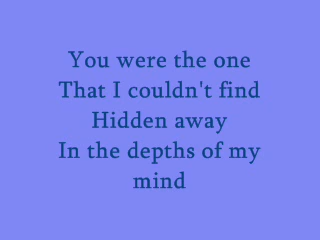 You were the one
That I couldn't find
Hidden away
In the depths of my
mind